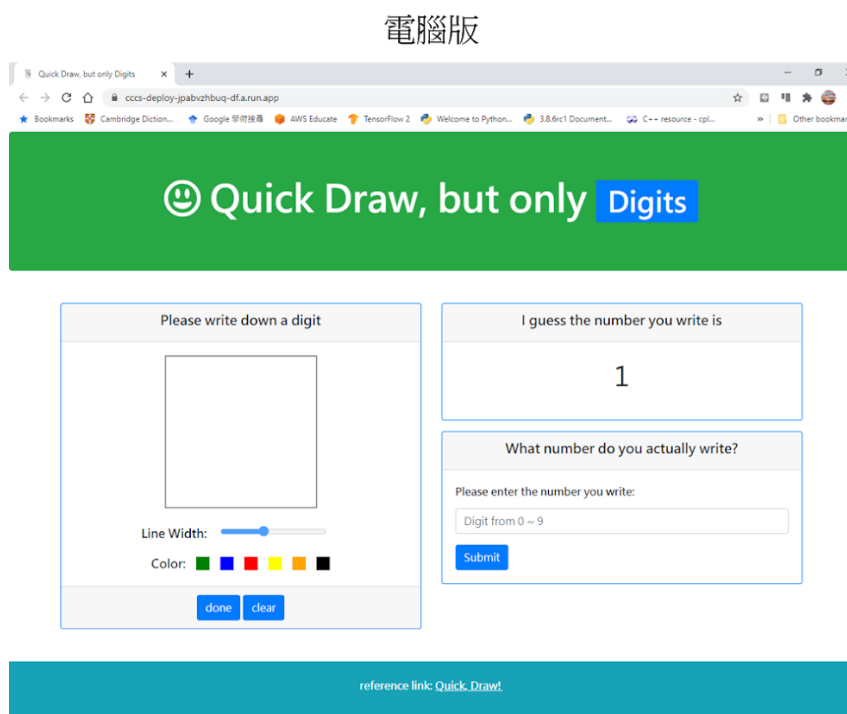 電腦版
Quick Draw, but only Digits
cccs-deploy-jpabvzhbuq-df.a.run.app
Bookmarks Cambridge Diction... Google 學術搜尋 AWS Educate TensorFlow 2 Welcome to Python... 3.8.6rc1 Document... C++ resource - cpl... » Other bookmar
Quick Draw, but only Digits
Please write down a digit
I guess the number you write is
1
What number do you actually write?
Please enter the number you write:
Digit from 0 ~ 9
Submit
Line Width:
Color:
done clear
reference link: Quick, Draw!